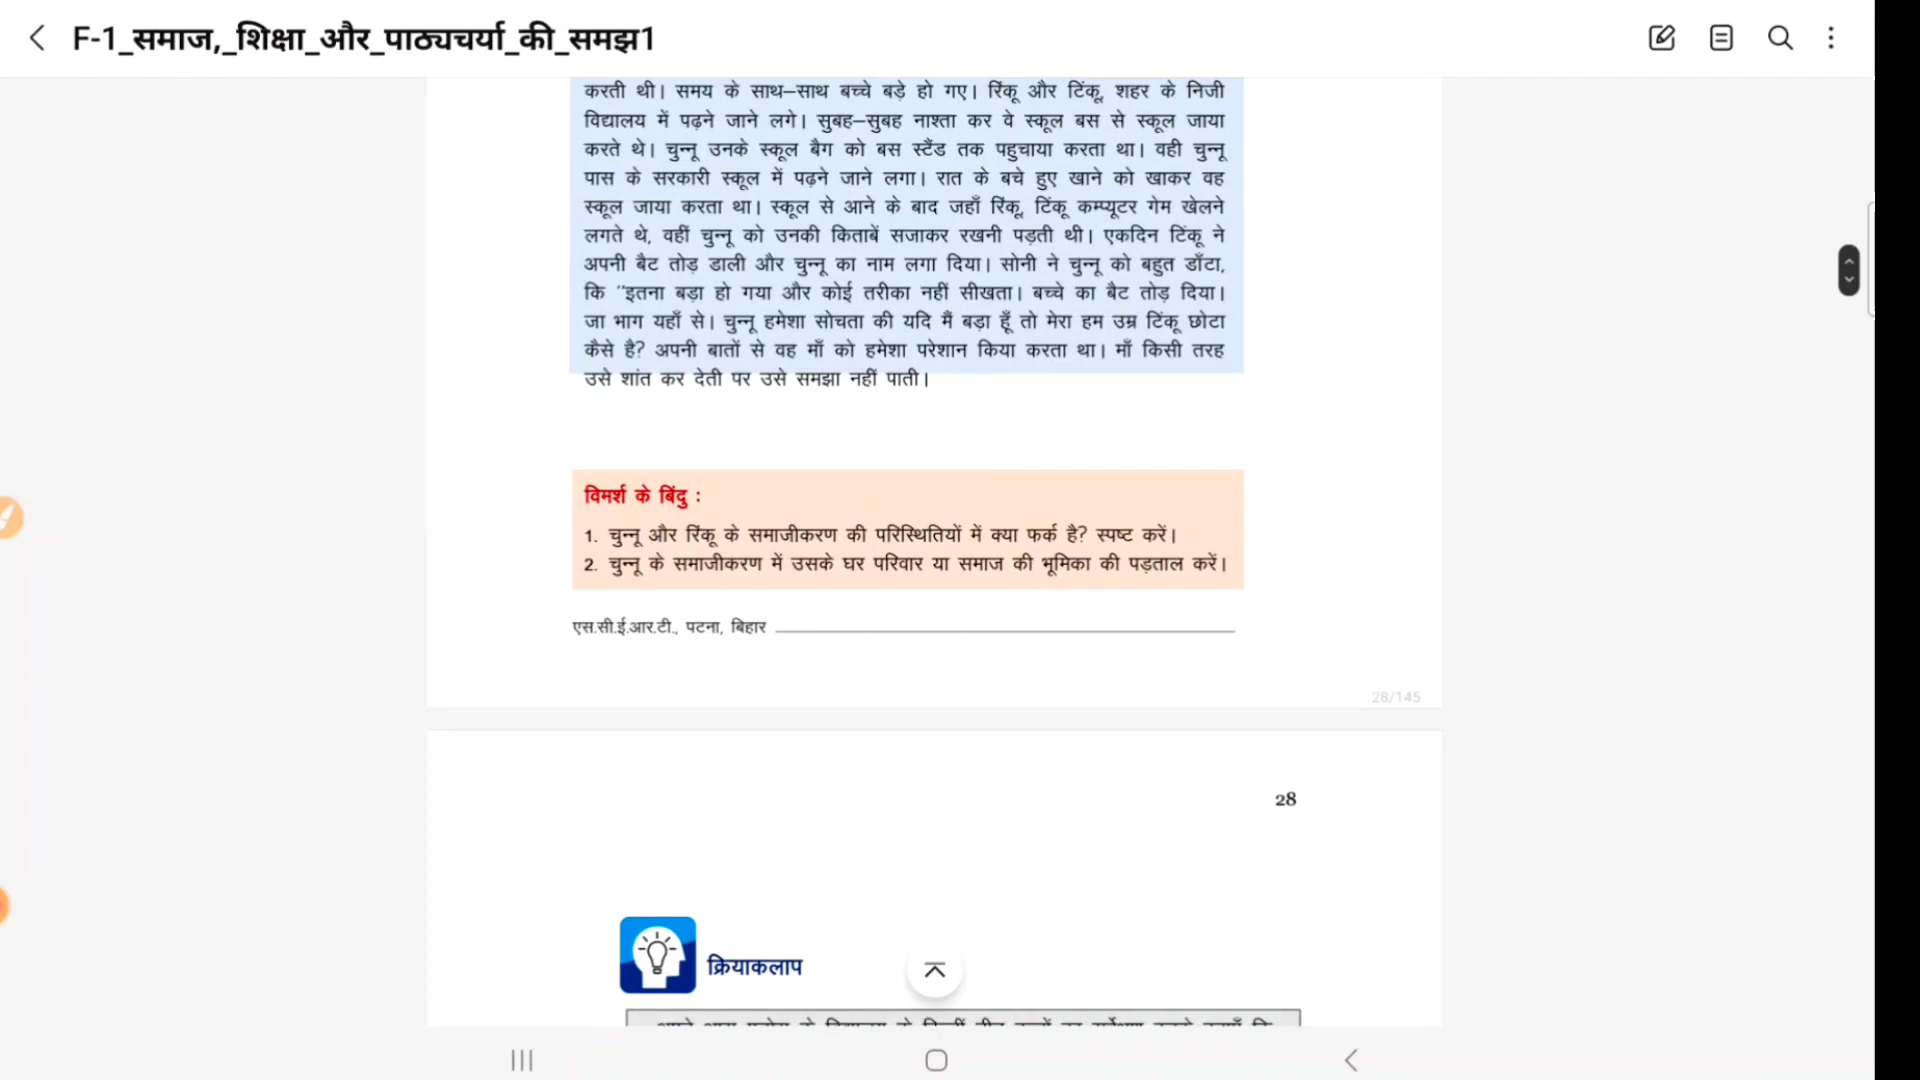 F-1_समाज,_शिक्षा_और_पाठ्यचर्या_की_समझ1
करती थी। समय के साथ–साथ बच्चे बड़े हो गए। रिंकू और टिंकू, शहर के निजी
विद्यालय में पढ़ने जाने लगे। सुबह–सुबह नाश्ता कर वे स्कूल बस से स्कूल जाया
करते थे। चुन्नू उनके स्कूल बैग को बस स्टैंड तक पहुचाया करता था। वही चुन्नू
पास के सरकारी स्कूल में पढ़ने जाने लगा। रात के बचे हुए खाने को खाकर वह
स्कूल जाया करता था। स्कूल से आने के बाद जहाँ रिंकू, टिंकू कम्प्यूटर गेम खेलने
लगते थे, वहीं चुन्नू को उनकी किताबें सजाकर रखनी पड़ती थी। एकदिन टिंकू ने
अपनी बैट तोड़ डाली और चुन्नू का नाम लगा दिया। सोनी ने चुन्नू को बहुत डाँटा,
कि “इतना बड़ा हो गया और कोई तरीका नहीं सीखता। बच्चे का बैट तोड़ दिया।
जा भाग यहाँ से। चुन्नू हमेशा सोचता की यदि मैं बड़ा हूँ तो मेरा हम उम्र टिंकू छोटा
कैसे है? अपनी बातों से वह माँ को हमेशा परेशान किया करता था। माँ किसी तरह
उसे शांत कर देती पर उसे समझा नहीं पाती।
विमर्श के बिंदु :
1. चुन्नू और रिंकू के समाजीकरण की परिस्थितियों में क्या फर्क है? स्पष्ट करें।
2. चुन्नू के समाजीकरण में उसके घर परिवार या समाज की भूमिका की पड़ताल करें।
एस.सी.ई.आर.टी., पटना, बिहार
28/145
28
क्रियाकलाप